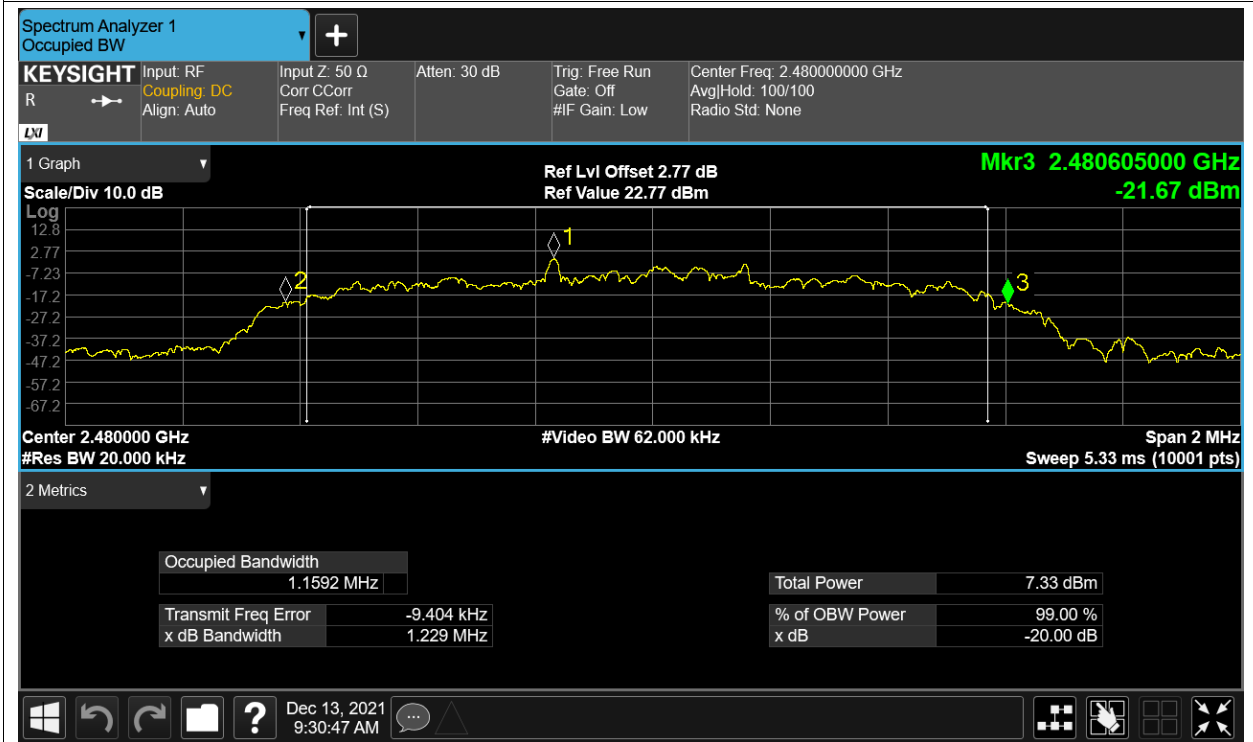 Spectrum Analyzer 1
Occupied BW
KEYSIGHT
R
LXI
Input: RF
Coupling: DC
Align: Auto
Input Z: 50 Ω
Corr CCorr
Freq Ref: Int (S)
Atten: 30 dB
Trig: Free Run
Gate: Off
#IF Gain: Low
Center Freq: 2.480000000 GHz
Avg|Hold: 100/100
Radio Std: None
1 Graph
Scale/Div 10.0 dB
Ref Lvl Offset 2.77 dB
Ref Value 22.77 dBm
Mkr3 2.480605000 GHz
-21.67 dBm
Log
12.8
2.77
-7.23
-17.2
-27.2
-37.2
-47.2
-57.2
-67.2
1
2
3
Center 2.480000 GHz
#Video BW 62.000 kHz
Span 2 MHz
#Res BW 20.000 kHz
Sweep 5.33 ms (10001 pts)
2 Metrics
Occupied Bandwidth
1.1592 MHz
Transmit Freq Error -9.404 kHz
x dB Bandwidth 1.229 MHz
Total Power 7.33 dBm
% of OBW Power 99.00 %
x dB -20.00 dB
?
Dec 13, 2021
9:30:47 AM